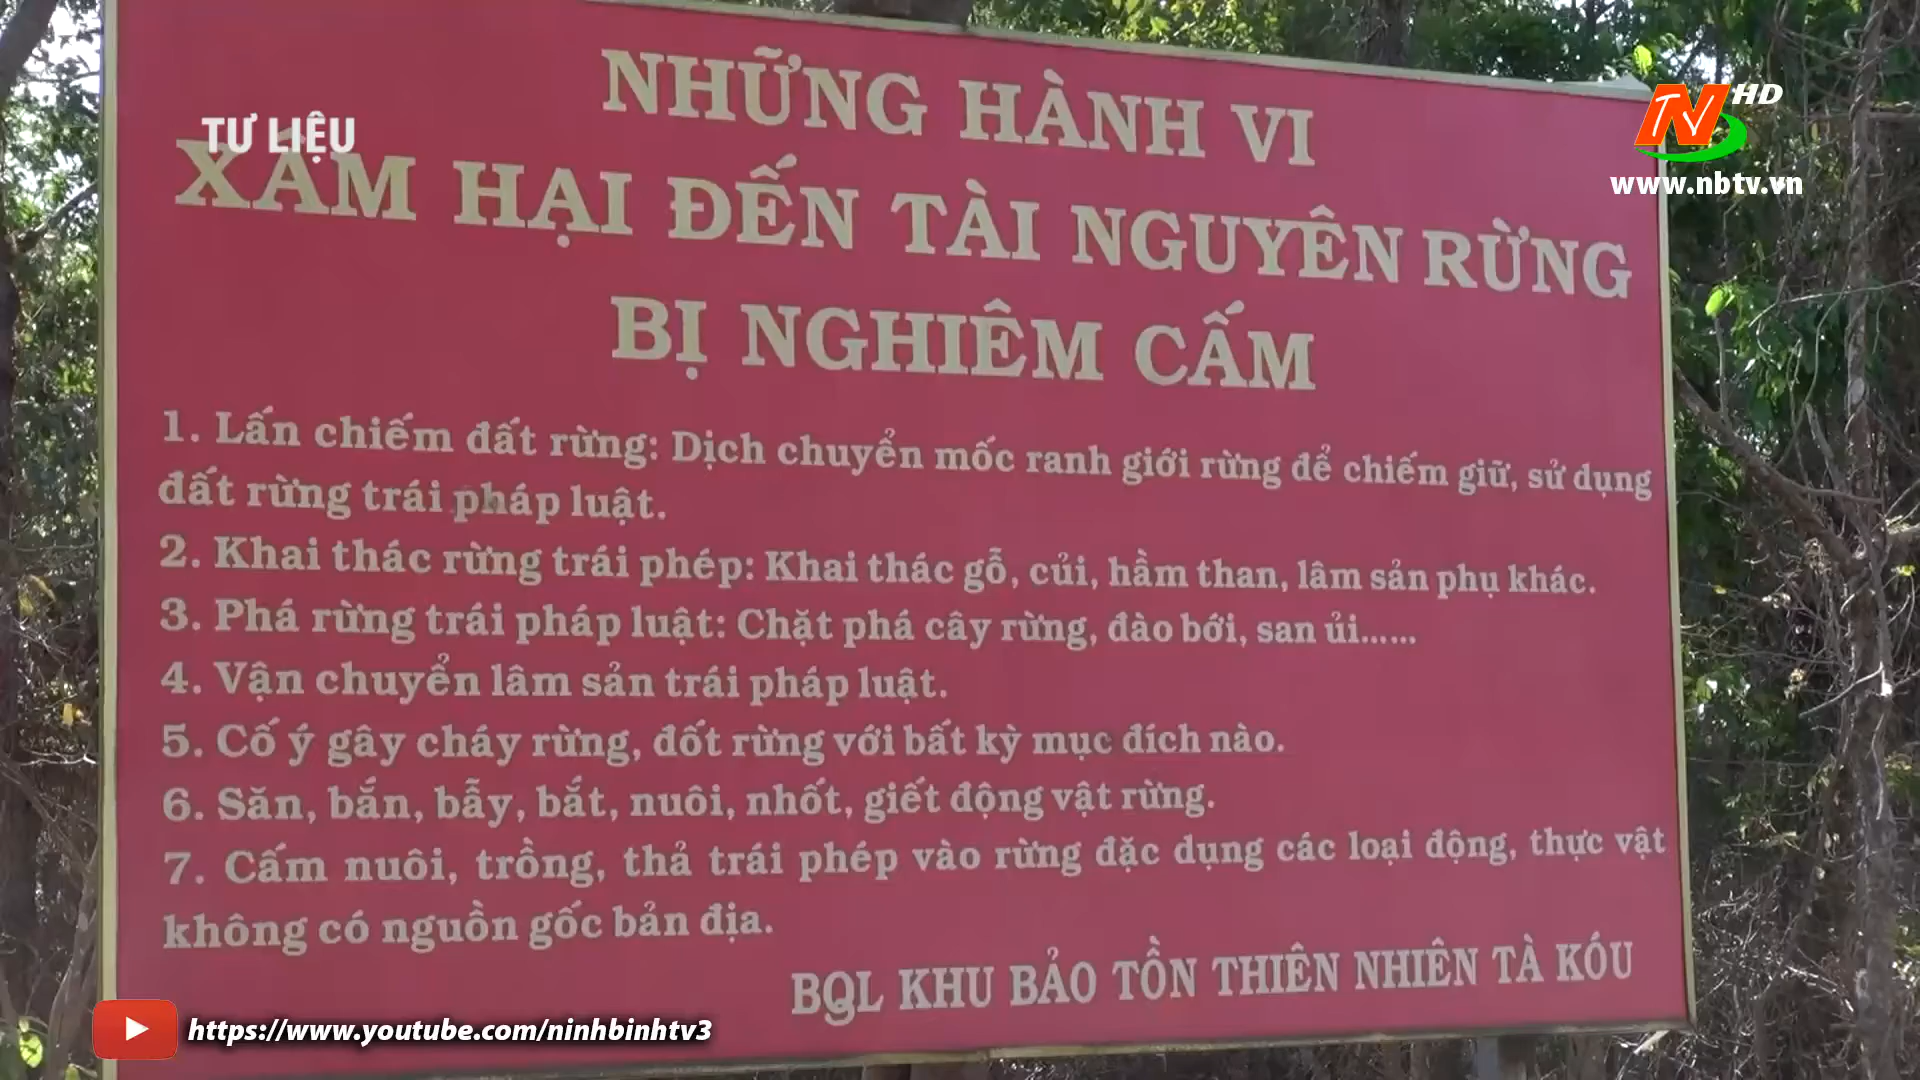 TƯ LIỆU
TV HD
www.nbtv.vn
NHỮNG HÀNH VI
XÂM HẠI ĐẾN TÀI NGUYÊN RỪNG
BỊ NGHIÊM CẤM
1. Lấn chiếm đất rừng: Dịch chuyển mốc ranh giới rừng để chiếm giữ, sử dụng
đất rừng trái pháp luật.
2. Khai thác rừng trái phép: Khai thác gỗ, củi, hầm than, lâm sản phụ khác.
3. Phá rừng trái pháp luật: Chặt phá cây rừng, đào bới, san ủi......
4. Vận chuyển lâm sản trái pháp luật.
5. Cố ý gây cháy rừng, đốt rừng với bất kỳ mục đích nào.
6. Săn, bắn, bẫy, bắt, nuôi, nhốt, giết động vật rừng.
7. Cấm nuôi, trồng, thả trái phép vào rừng đặc dụng các loại động, thực vật
không có nguồn gốc bản địa.
BQL KHU BẢO TỒN THIÊN NHIÊN TÀ KÓU
https://www.youtube.com/ninhbinhtv3